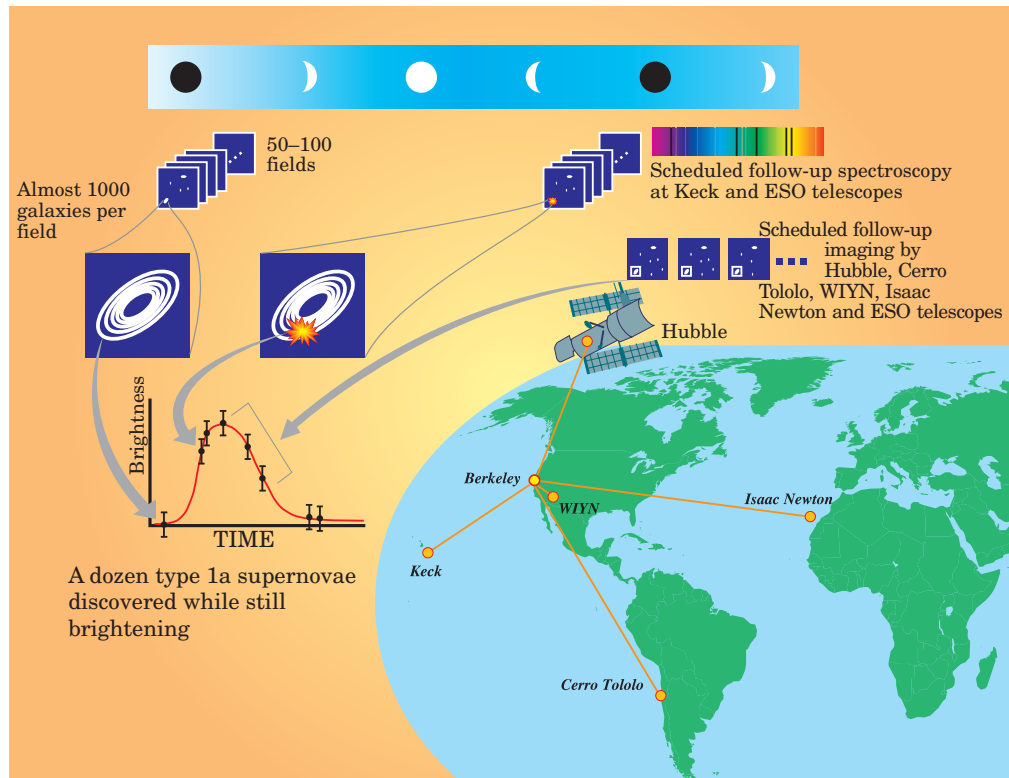 50–100
fields
Almost 1000
galaxies per
field
Scheduled follow-up spectroscopy
at Keck and ESO telescopes
Scheduled follow-up
imaging by
Hubble, Cerro
Tololo, WIYN, Isaac
Newton and ESO telescopes
Hubble
Brightness
TIME
A dozen type 1a supernovae
discovered while still
brightening
Berkeley
WIYN
Isaac Newton
Keck
Cerro Tololo